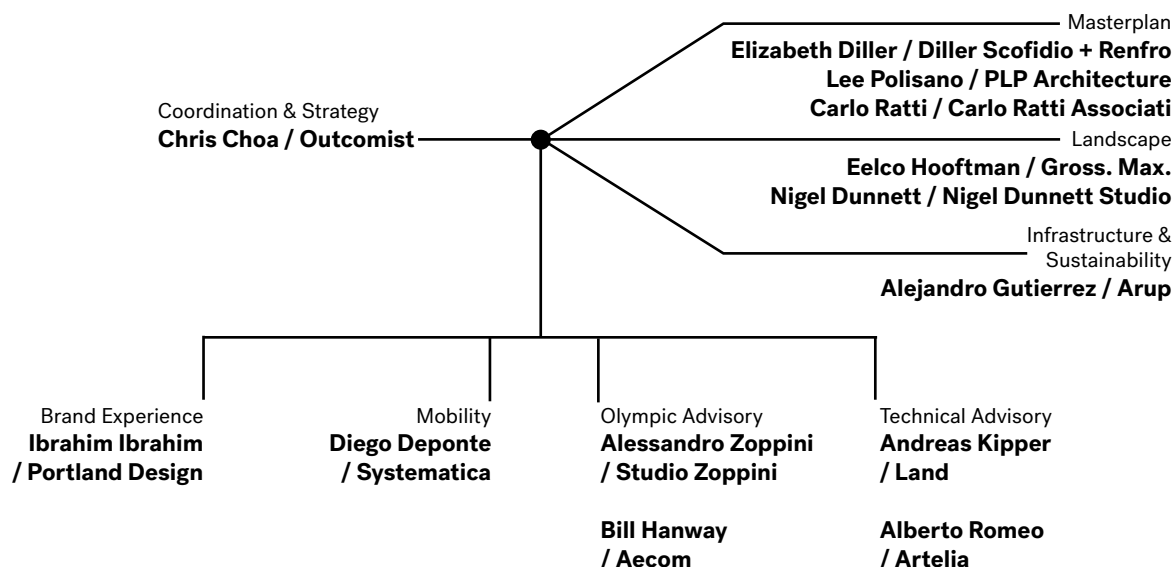 Masterplan
Elizabeth Diller / Diller Scofidio + Renfro
Lee Polisano / PLP Architecture
Carlo Ratti / Carlo Ratti Associati
Coordination & Strategy
Chris Choa / Outcomist
Landscape
Eelco Hooftman / Gross. Max.
Nigel Dunnett / Nigel Dunnett Studio
Infrastructure &
Sustainability
Alejandro Gutierrez / Arup
Brand Experience
Ibrahim Ibrahim
/ Portland Design
Mobility
Diego Deponte
/ Systematica
Olympic Advisory
Alessandro Zoppini
/ Studio Zoppini
Bill Hanway
/ Aecom
Technical Advisory
Andreas Kipper
/ Land
Alberto Romeo
/ Artelia